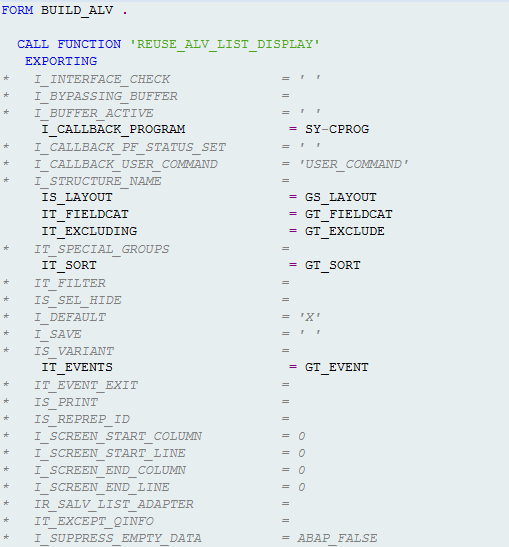 FORM BUILD_ALV .
CALL FUNCTION 'REUSE_ALV_LIST_DISPLAY'
EXPORTING
* I_INTERFACE_CHECK = ' '
* I_BYPASSING_BUFFER =
* I_BUFFER_ACTIVE = ' '
I_CALLBACK_PROGRAM = SY-CPROG
* I_CALLBACK_PF_STATUS_SET = ' '
* I_CALLBACK_USER_COMMAND = 'USER_COMMAND'
* I_STRUCTURE_NAME =
IS_LAYOUT = GS_LAYOUT
IT_FIELDCAT = GT_FIELDCAT
IT_EXCLUDING = GT_EXCLUDE
* IT_SPECIAL_GROUPS =
IT_SORT = GT_SORT
* IT_FILTER =
* IS_SEL_HIDE =
* I_DEFAULT = 'X'
* I_SAVE = ' '
* IS_VARIANT =
IT_EVENTS = GT_EVENT
* IT_EVENT_EXIT =
* IS_PRINT =
* IS_REPREP_ID =
* I_SCREEN_START_COLUMN = 0
* I_SCREEN_START_LINE = 0
* I_SCREEN_END_COLUMN = 0
* I_SCREEN_END_LINE = 0
* IR_SALV_LIST_ADAPTER =
* IT_EXCEPT_QINFO =
* I_SUPPRESS_EMPTY_DATA = ABAP_FALSE